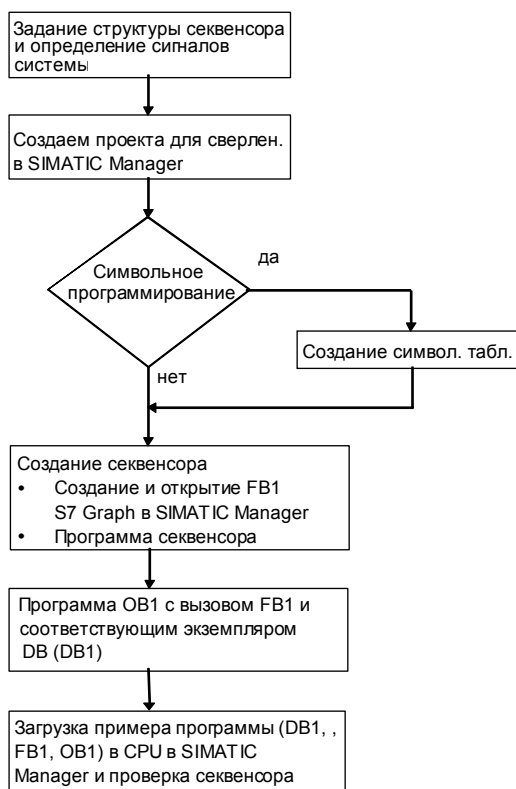 Задание структуры секвенсора
и определение сигналов
системы
Создаем проекта для сверлен.
в SIMATIC Manager
Символьное
программирование
да
Создание символ. табл.
нет
Создание секвенсора
• Создание и открытие FB1
S7 Graph в SIMATIC Manager
• Программа секвенсора
Программа OB1 с вызовом FB1 и
соответствующим экземпляром
DB (DB1)
Загрузка примера программы (DB1, ,
FB1, OB1) в CPU в SIMATIC
Manager и проверка секвенсора